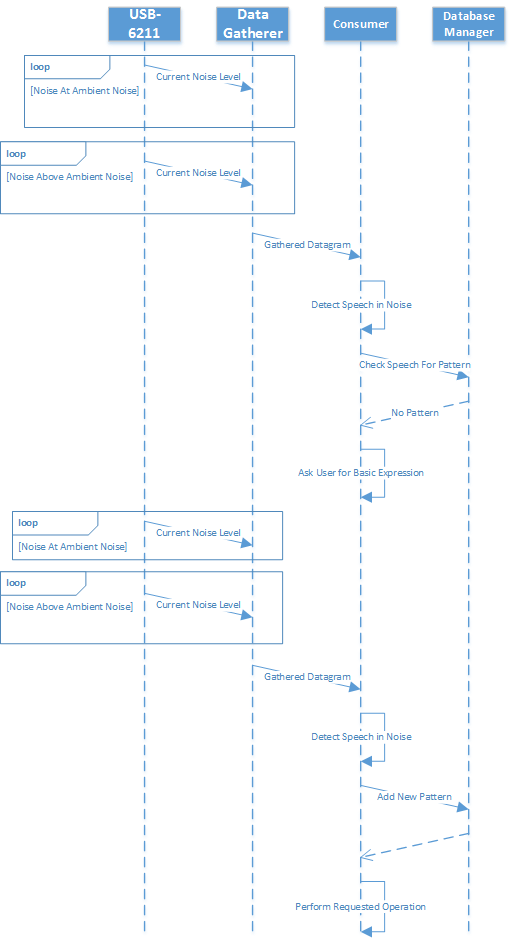 USB-
6211
Data
Gatherer
Consumer
Database
Manager
loop
Current Noise Level
[Noise At Ambient Noise]
loop
Current Noise Level
[Noise Above Ambient Noise]
Gathered Datagram
Detect Speech in Noise
Check Speech For Pattern
No Pattern
Ask User for Basic Expression
loop
Current Noise Level
[Noise At Ambient Noise]
loop
Current Noise Level
[Noise Above Ambient Noise]
Gathered Datagram
Detect Speech in Noise
Add New Pattern
Perform Requested Operation